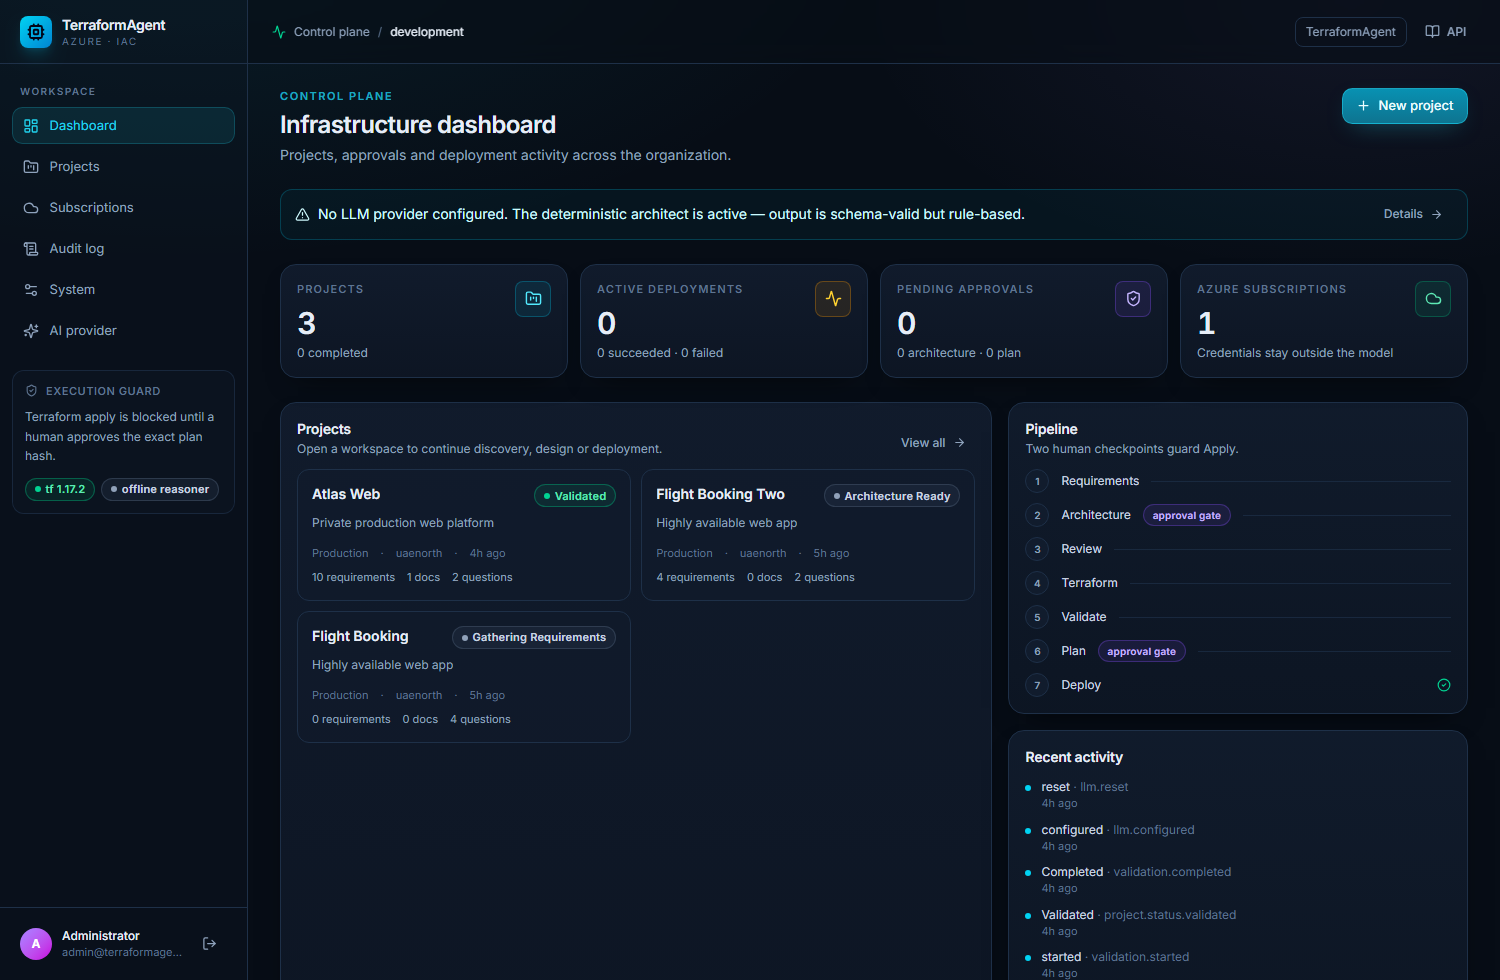 TerraformAgent
AZURE · IAC
Control plane / development
TerraformAgent
API
WORKSPACE
Dashboard
Projects
Subscriptions
Audit log
System
AI provider
EXECUTION GUARD
Terraform apply is blocked until a
human approves the exact plan
hash.
tf 1.17.2
offline reasoner
Administrator
admin@terraformage...
A
CONTROL PLANE
Infrastructure dashboard
Projects, approvals and deployment activity across the organization.
New project
No LLM provider configured. The deterministic architect is active — output is schema-valid but rule-based.
Details
PROJECTS
3
0 completed
ACTIVE DEPLOYMENTS
0
0 succeeded · 0 failed
PENDING APPROVALS
0
0 architecture · 0 plan
AZURE SUBSCRIPTIONS
1
Credentials stay outside the model
Projects
Open a workspace to continue discovery, design or deployment.
View all
Atlas Web
Validated
Private production web platform
Production · uaenorth · 4h ago
10 requirements 1 docs 2 questions
Flight Booking Two
Architecture Ready
Highly available web app
Production · uaenorth · 5h ago
4 requirements 0 docs 2 questions
Flight Booking
Gathering Requirements
Highly available web app
Production · uaenorth · 5h ago
0 requirements 0 docs 4 questions
Pipeline
Two human checkpoints guard Apply.
1 Requirements
2 Architecture approval gate
3 Review
4 Terraform
5 Validate
6 Plan approval gate
7 Deploy
Recent activity
reset · llm.reset
4h ago
configured · llm.configured
4h ago
Completed · validation.completed
4h ago
Validated · project.status.validated
4h ago
started · validation.started
4h ago